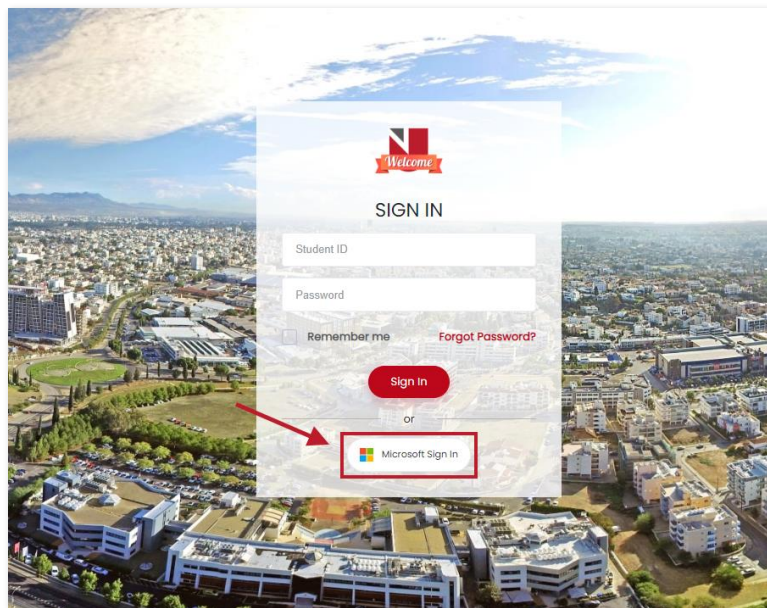 Welcome
SIGN IN
Student ID
Password
Remember me Forgot Password?
Sign In
or
Microsoft Sign In